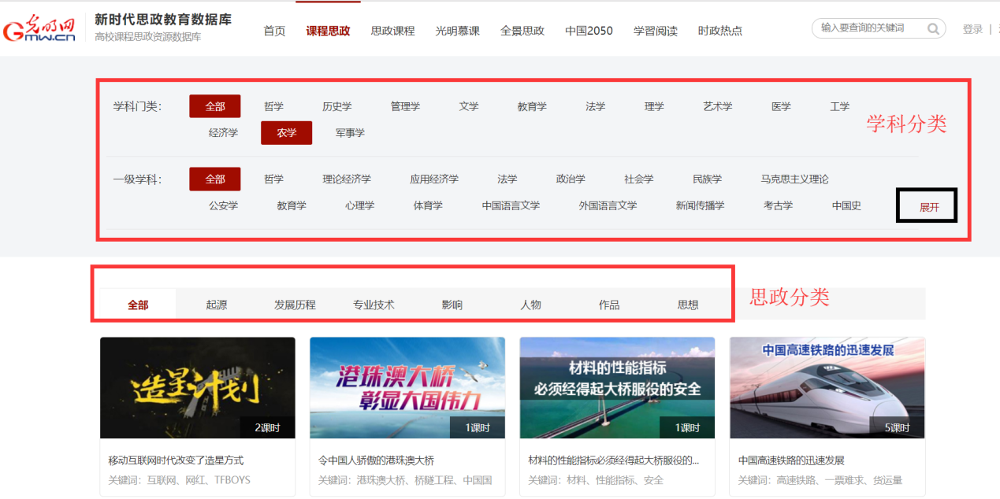 光明网 新时代思政教育数据库
GMW.CN 高校课程思政资源数据库
首页 课程思政 思政课程 光明慕课 全景思政 中国2050 学習阅读 时政热点 输入要查询的关键词 登录 |
学科门类： 全部 哲学 历史学 管理学 文学 教育学 法学 理学 艺术学 医学 工学
学科分类
经济学 农学 军事学
一级学科： 全部 哲学 理论经济学 应用经济学 法学 政治学 社会学 民族学 马克思主义理论
公安学 教育学 心理学 体育学 中国语言文学 外国语言文学 新闻传播学 考古学 中国史 展开
全部 起源 发展历程 专业技术 影响 人物 作品 思想 思政分类
造星计划
2课时
移动互联网时代改变了造星方式
关键词：互联网、网红、TFBOYS
港珠澳大桥
彰显大国伟力
1课时
令中国人骄傲的港珠澳大桥
关键词：港珠澳大桥、桥隧工程、中国国
材料的性能指标
必须经得起大桥服役的安全
1课时
材料的性能指标必须经得起大桥服役的...
关键词：材料、性能指标、安全
中国高速铁路的迅速发展
5课时
中国高速铁路的迅速发展
关键词：高速铁路、一票难求、货运量